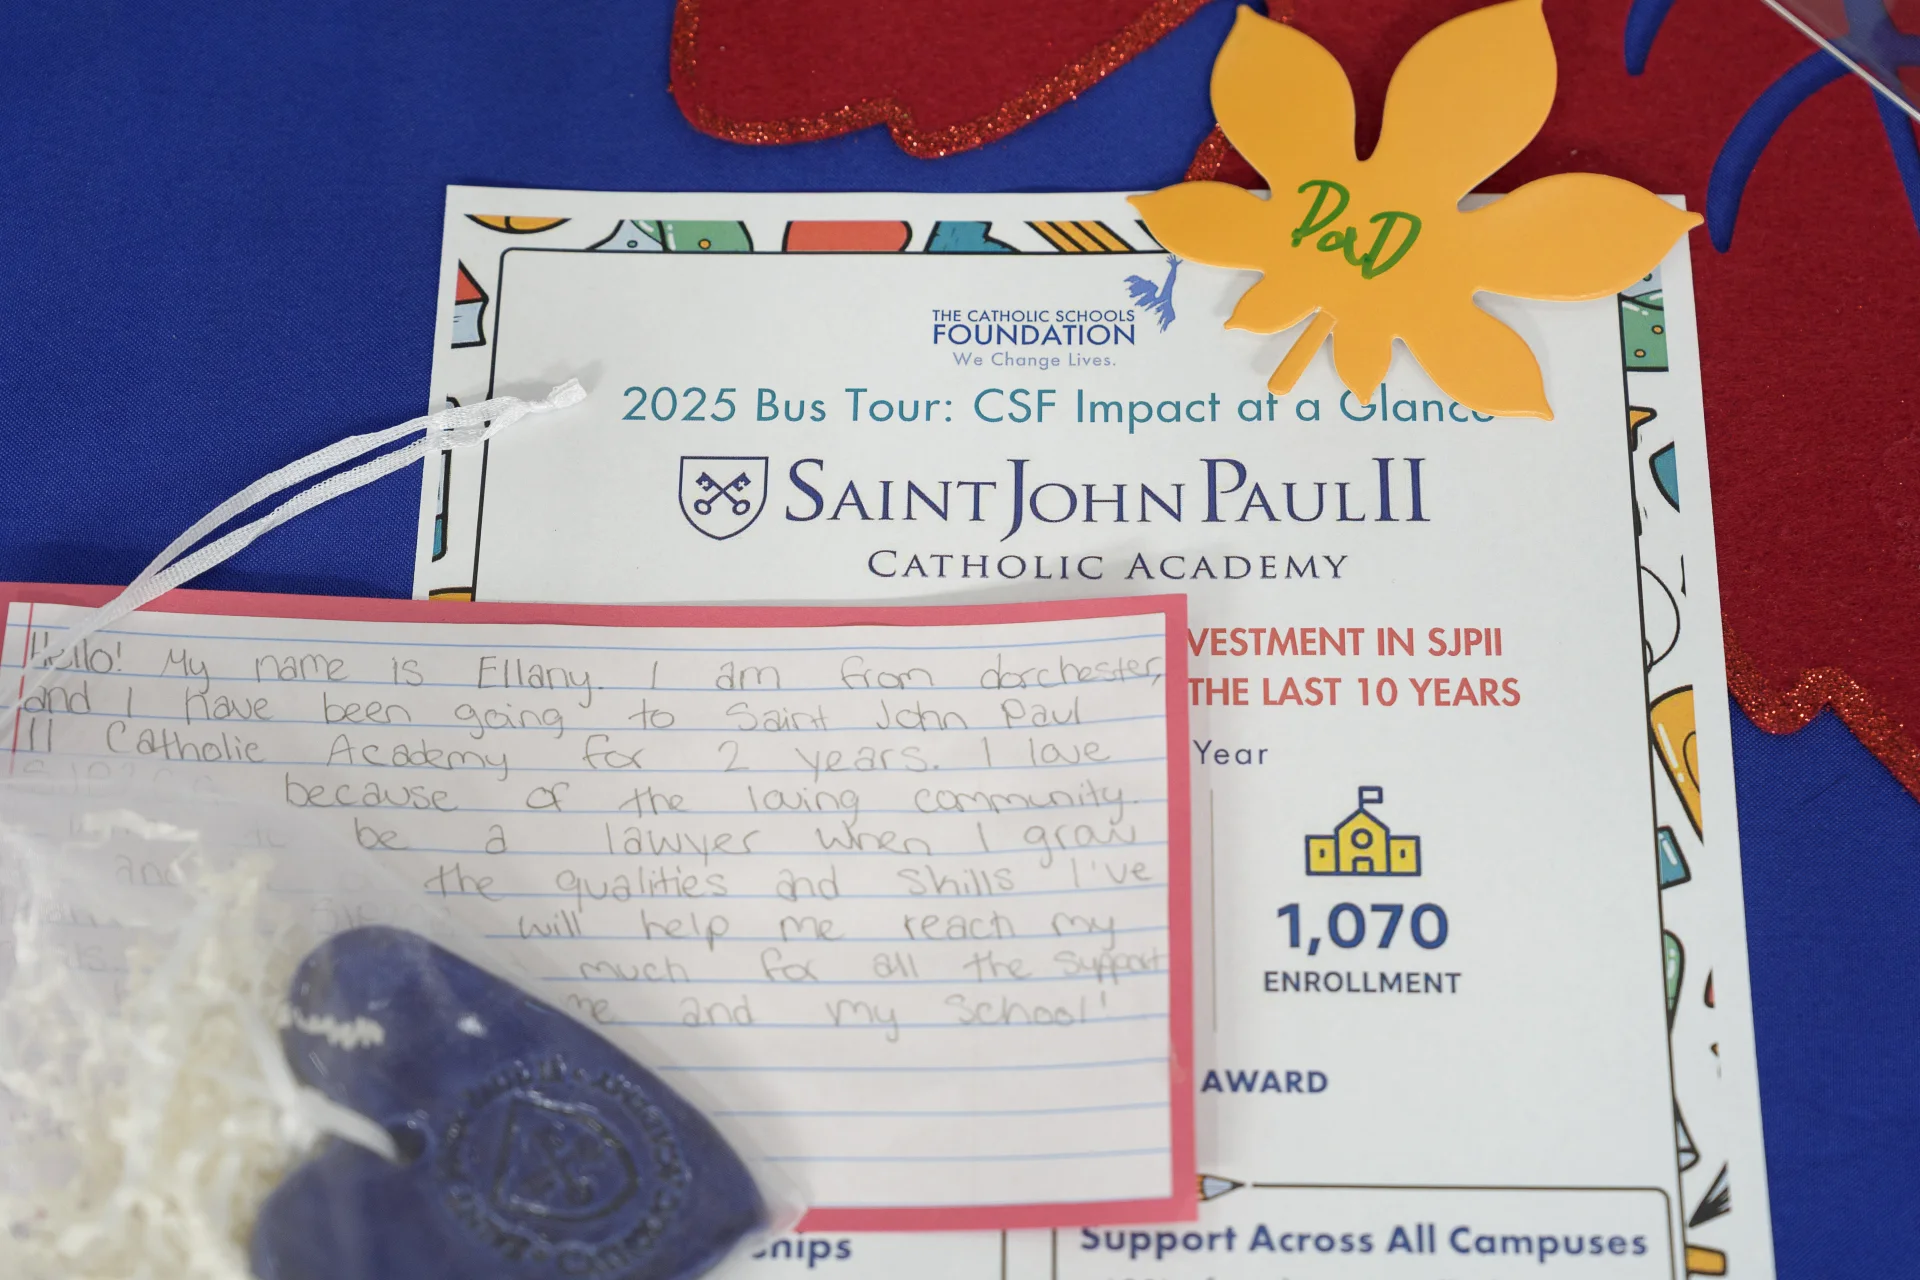 DaD
THE CATHOLIC SCHOOLS
FOUNDATION
We Change Lives.
2025 Bus Tour: CSF Impact at a Glance
SAINT JOHN PAUL II
CATHOLIC ACADEMY
VESTMENT IN SJPII
THE LAST 10 YEARS
Year
1,070
ENROLLMENT
AWARD
Support Across All Campuses
Hello! My name is Ellany. I am from dorchester,
and I have been going to Saint John Paul
II Catholic Academy for 2 years. I love
because of the loving community.
be a lawyer when I grow
and the qualities and skills I've
will help me reach my
much for all the support
me and my school!